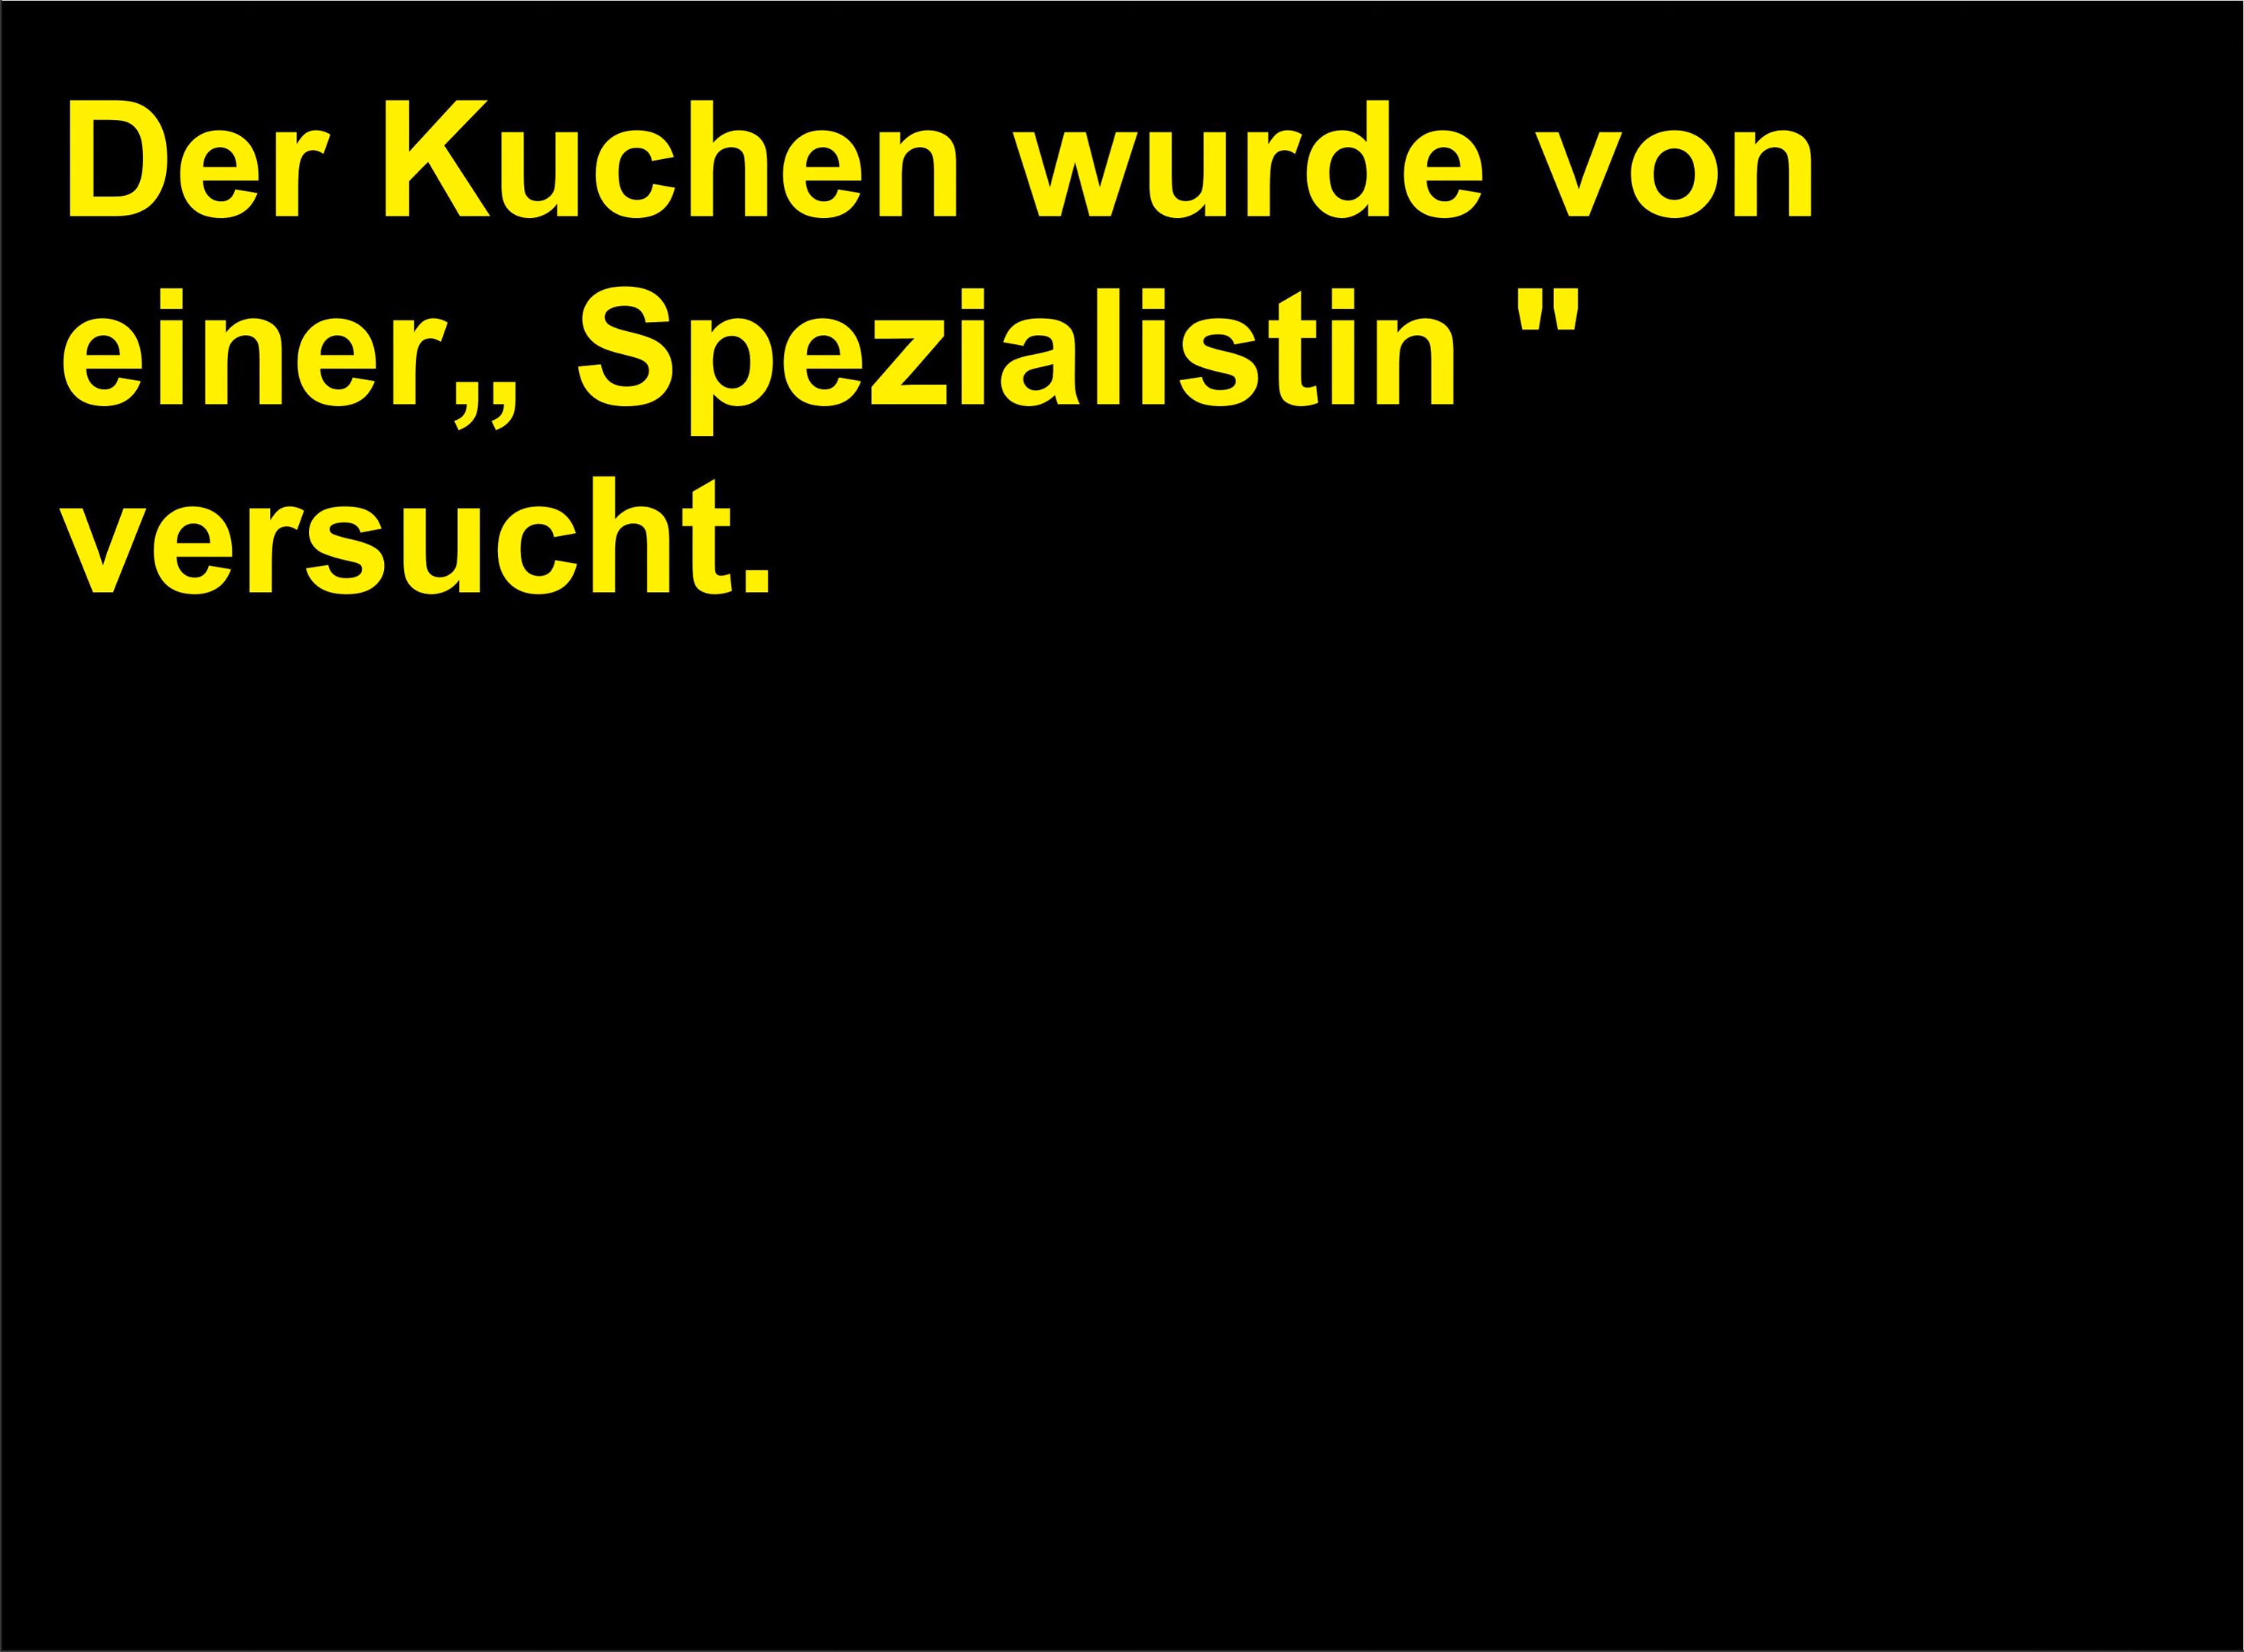 Der Kuchen wurde von
einer,, Spezialistin "
versucht.